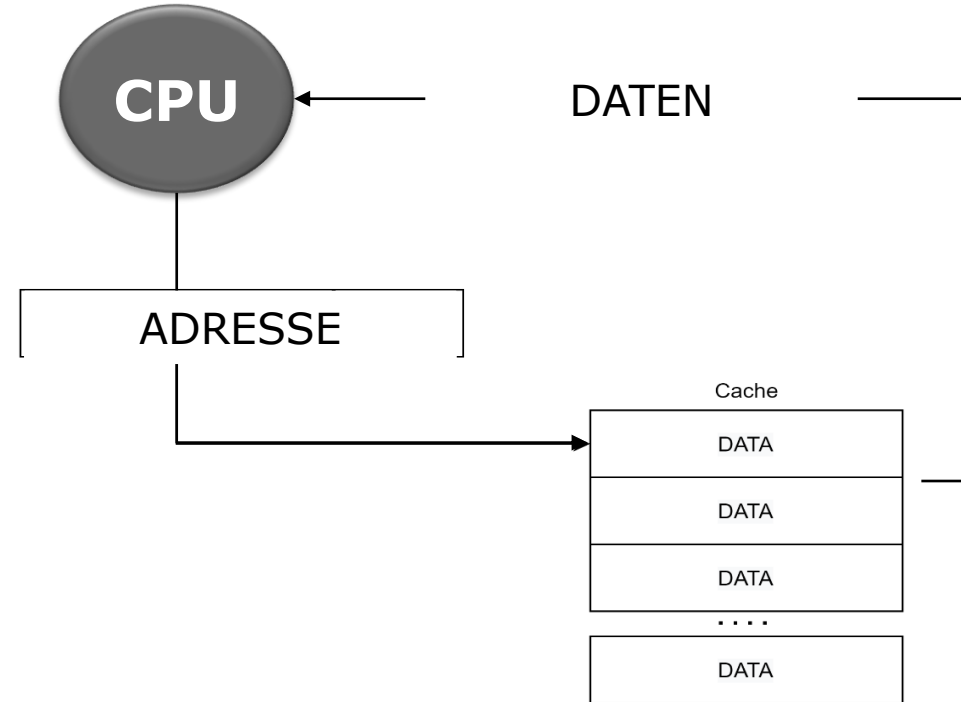 CPU
DATEN
ADRESSE
Cache
DATA
DATA
DATA
....
DATA